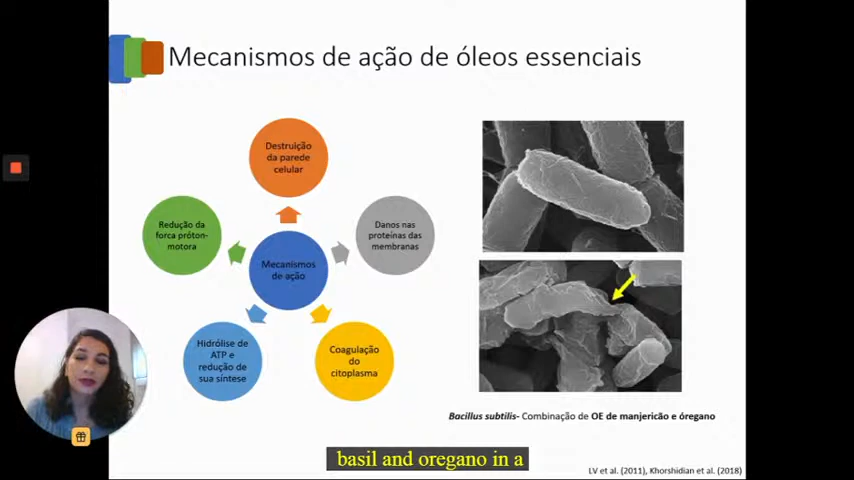 Mecanismos de ação de óleos essenciais
Destruição
da parede
celular
Redução da
força próton-
motora
Danos nas
proteínas das
membranas
Mecanismos
de ação
Hidrólise de
ATP e
redução de
sua síntese
Coagulação
do
citoplasma
Bacillus subtilis- Combinação de OE de manjericão e óregano
basil and oregano in a
LV et al. (2011), Khorshidian et al. (2018)